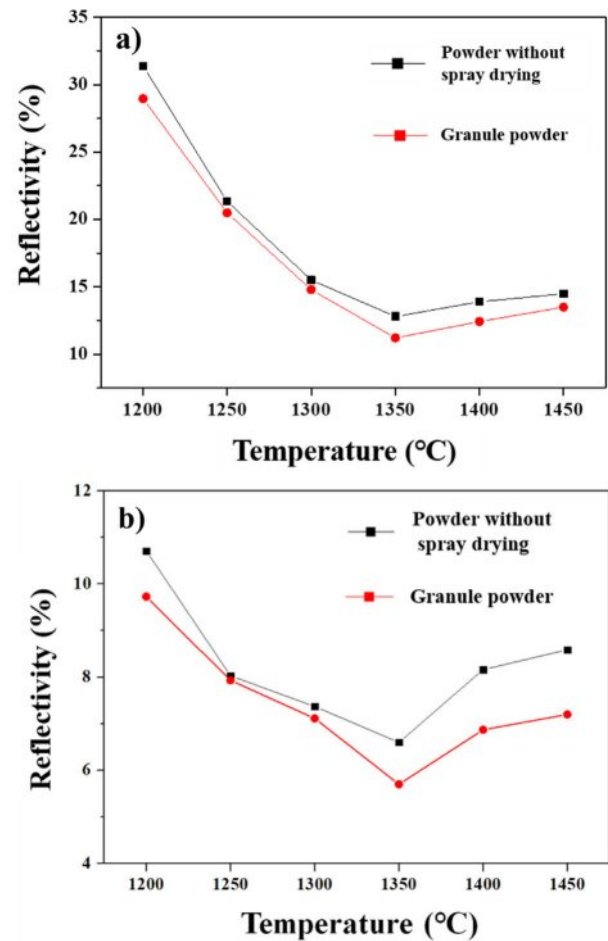 a)
Powder without
spray drying
Granule powder
Reflectivity (%)
35
30
25
20
15
10
1200 1250 1300 1350 1400 1450
Temperature (°C)
b)
Powder without
spray drying
Granule powder
Reflectivity (%)
12
10
8
6
4
1200 1250 1300 1350 1400 1450
Temperature (°C)